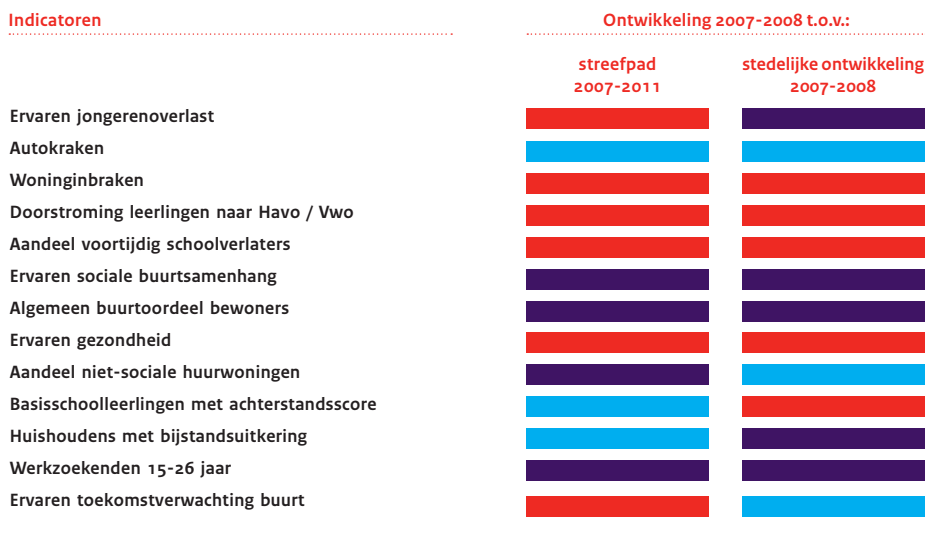 Indicatoren
Ontwikkeling 2007-2008 t.o.v.:
streefpad
2007-2011
stedelijke ontwikkeling
2007-2008
Ervaren jongerenoverlast
Autokraken
Woninginbraken
Doorstroming leerlingen naar Havo / Vwo
Aandeel voortijdig schoolverlaters
Ervaren sociale buurtsamenhang
Algemeen buurtoordeel bewoners
Ervaren gezondheid
Aandeel niet-sociale huurwoningen
Basisschoolleerlingen met achterstandsscore
Huishoudens met bijstandsuitkering
Werkzoekenden 15-26 jaar
Ervaren toekomstverwachting buurt